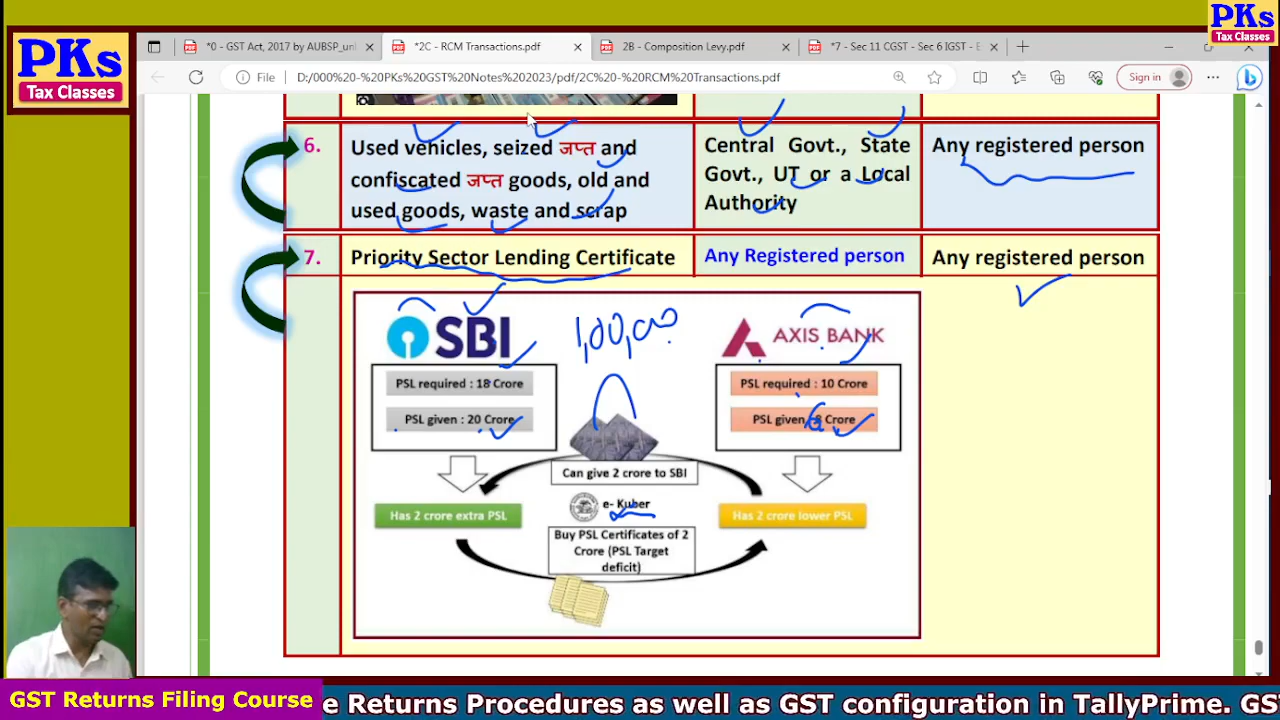 PKs
Tax Classes
*0 - GST Act, 2017 by AUBSP_unl
*2C - RCM Transactions.pdf
2B - Composition Levy.pdf
*7 - Sec 11 CGST - Sec 6 IGST - E
PKs
Tax Classes
File
D:/000%20-%20PKs%20GST%20Notes%202023/pdf/2C%20-%20RCM%20Transactions.pdf
Sign in
6.
Used vehicles, seized जप्त and
confiscated जप्त goods, old and
used goods, waste and scrap
Central Govt., State
Govt., UT or a Local
Authority
Any registered person
7.
Priority Sector Lending Certificate
Any Registered person
Any registered person
SBI
1,00,000
AXIS BANK
PSL required : 18 Crore
PSL given : 20 Crore
PSL required : 10 Crore
PSL given : 8 Crore
6
Can give 2 crore to SBI
e- Kuber
Has 2 crore extra PSL
Has 2 crore lower PSL
Buy PSL Certificates of 2
Crore (PSL Target
deficit)
GST Returns Filing Course
e Returns Procedures as well as GST configuration in TallyPrime. GS